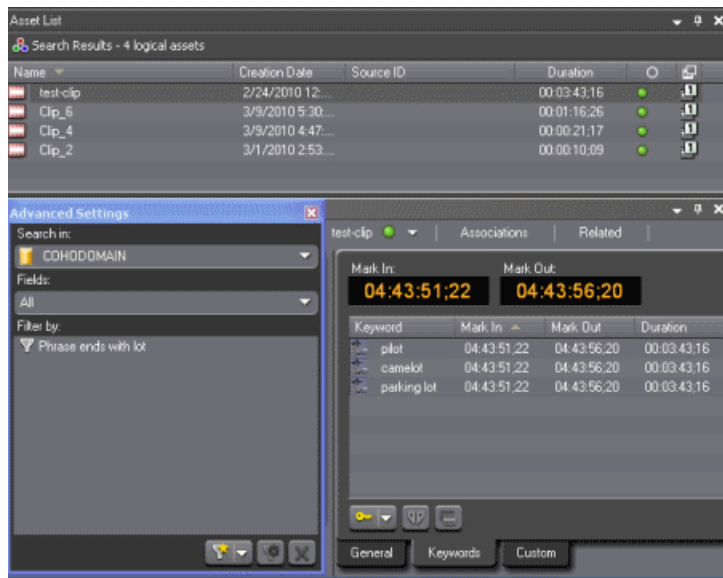 Asset List
Search Results - 4 logical assets
Name Creation Date Source ID Duration
test-clip 2/24/2010 12:... 00:03:43;16 1
Clip_6 3/9/2010 5:30:... 00:01:16;26 1
Clip_4 3/9/2010 4:47:... 00:00:21;17 1
Clip_2 3/1/2010 2:53:... 00:00:10;09 1
Advanced Settings
Search in:
COHODOMAIN
Fields:
All
Filter by:
Phrase ends with lot
test-clip Associations Related
Mark In: Mark Out:
04:43:51;22 04:43:56;20
Keyword Mark In Mark Out Duration
pilot 04:43:51;22 04:43:56;20 00:03:43;16
camelot 04:43:51;22 04:43:56;20 00:03:43;16
parking lot 04:43:51;22 04:43:56;20 00:03:43;16
General Keywords Custom